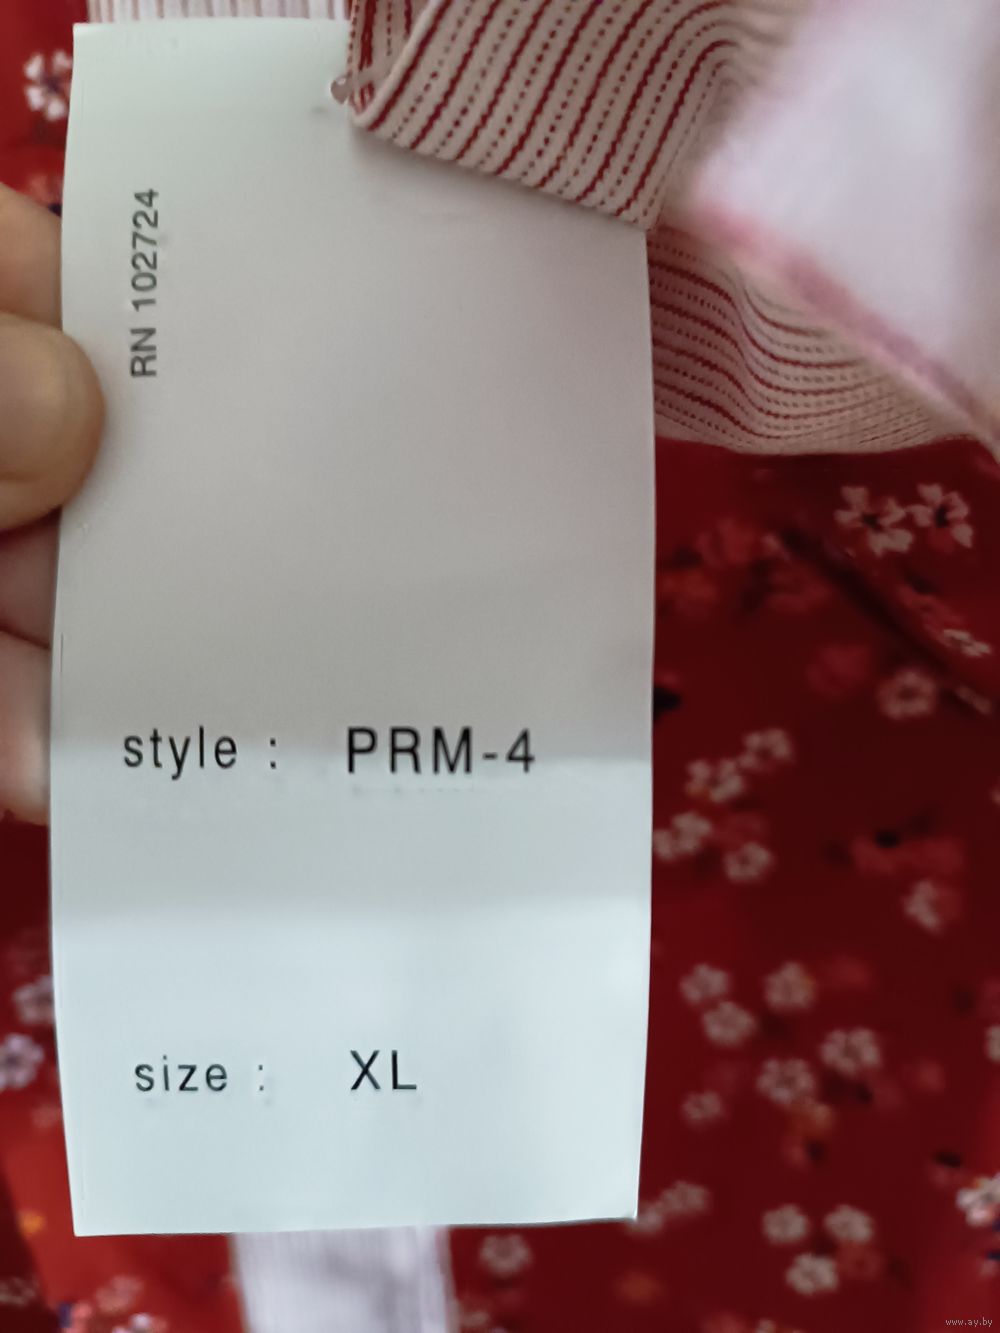 RN 102724
style : PRM-4
size : XL
www.ay.by